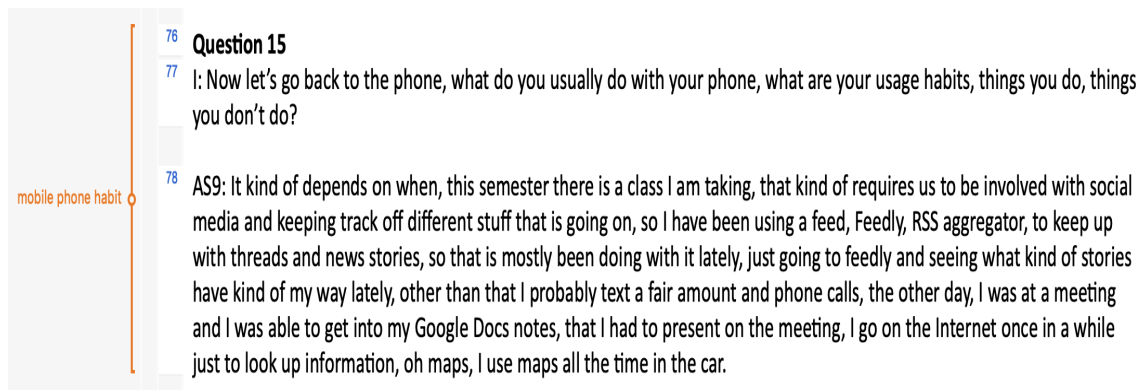 76
Question 15
77
I: Now let's go back to the phone, what do you usually do with your phone, what are your usage habits, things you do, things
you don't do?
mobile phone habit
78
AS9: It kind of depends on when, this semester there is a class I am taking, that kind of requires us to be involved with social
media and keeping track off different stuff that is going on, so I have been using a feed, Feedly, RSS aggregator, to keep up
with threads and news stories, so that is mostly been doing with it lately, just going to feedly and seeing what kind of stories
have kind of my way lately, other than that I probably text a fair amount and phone calls, the other day, I was at a meeting
and I was able to get into my Google Docs notes, that I had to present on the meeting, I go on the Internet once in a while
just to look up information, oh maps, I use maps all the time in the car.